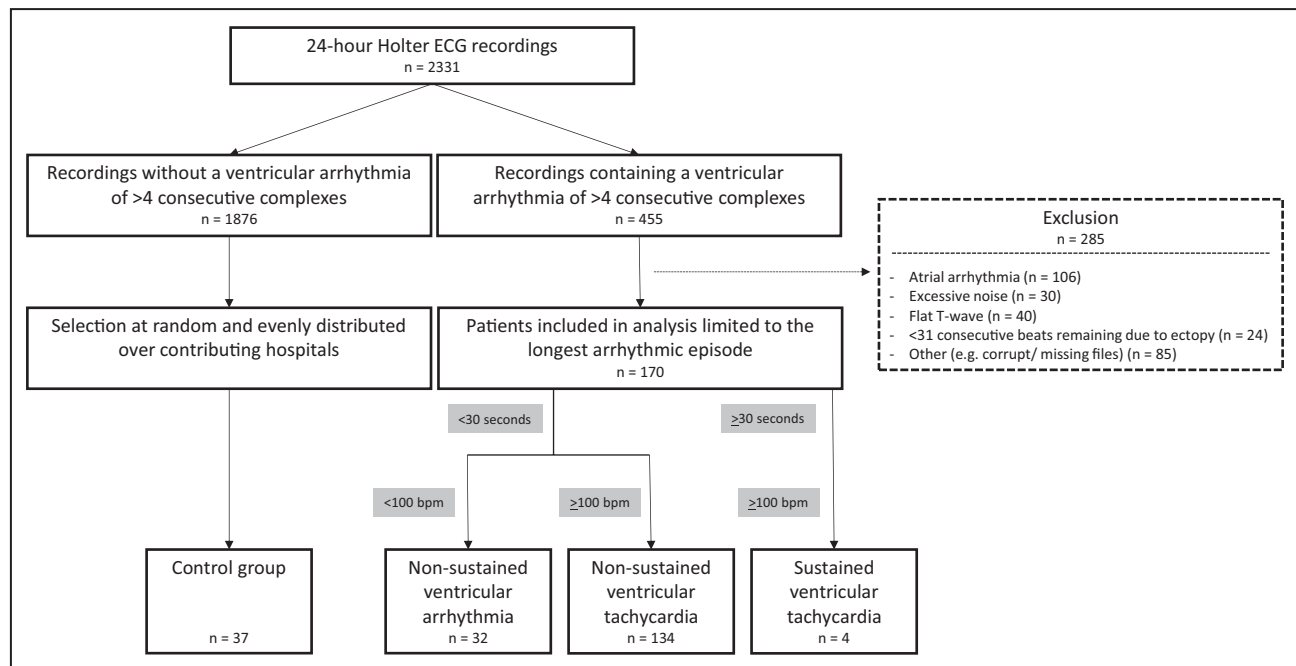 24-hour Holter ECG recordings
n = 2331
Recordings without a ventricular arrhythmia
of >4 consecutive complexes
n = 1876
Recordings containing a ventricular
arrhythmia of >4 consecutive complexes
n = 455
Exclusion
n = 285
- Atrial arrhythmia (n = 106)
- Excessive noise (n = 30)
- Flat T-wave (n = 40)
- <31 consecutive beats remaining due to ectopy (n = 24)
- Other (e.g. corrupt/ missing files) (n = 85)
Selection at random and evenly distributed
over contributing hospitals
Patients included in analysis limited to the
longest arrhythmic episode
n = 170
<30 seconds
≥30 seconds
<100 bpm
≥100 bpm
≥100 bpm
Control group
n = 37
Non-sustained
ventricular
arrhythmia
n = 32
Non-sustained
ventricular
tachycardia
n = 134
Sustained
ventricular
tachycardia
n = 4